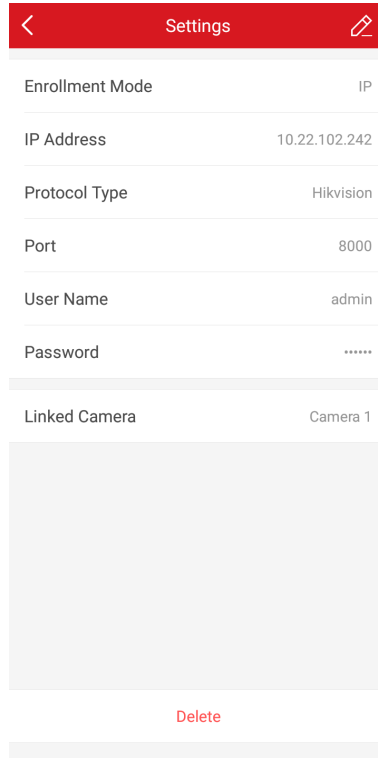 Settings
Enrollment Mode IP
IP Address 10.22.102.242
Protocol Type Hikvision
Port 8000
User Name admin
Password ••••••
Linked Camera Camera 1
Delete